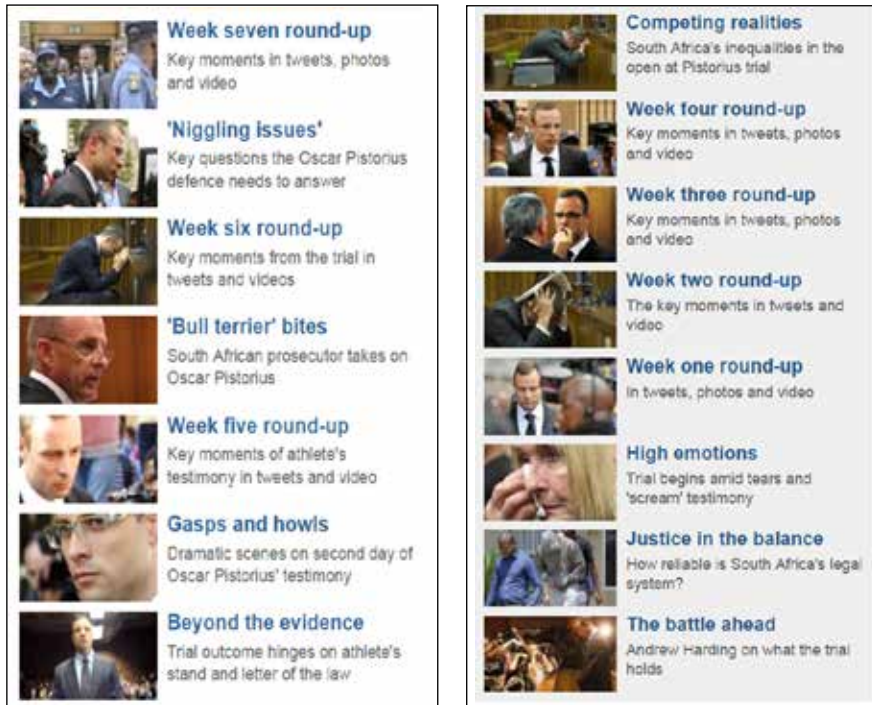 Week seven round-up
Key moments in tweets, photos
and video
'Niggling issues'
Key questions the Oscar Pistorius
defence needs to answer
Week six round-up
Key moments from the trial in
tweets and videos
'Bull terrier' bites
South African prosecutor takes on
Oscar Pistorius
Week five round-up
Key moments of athlete's
testimony in tweets and video
Gasps and howls
Dramatic scenes on second day of
Oscar Pistorius' testimony
Beyond the evidence
Trial outcome hinges on athlete's
stand and letter of the law
Competing realities
South Africa's inequalities in the
open at Pistorius trial
Week four round-up
Key moments in tweets, photos
and video
Week three round-up
Key moments in tweets, photos
and video
Week two round-up
The key moments in tweets and
video
Week one round-up
In tweets, photos and video
High emotions
Trial begins amid tears and
'scream' testimony
Justice in the balance
How reliable is South Africa's legal
system?
The battle ahead
Andrew Harding on what the trial
holds